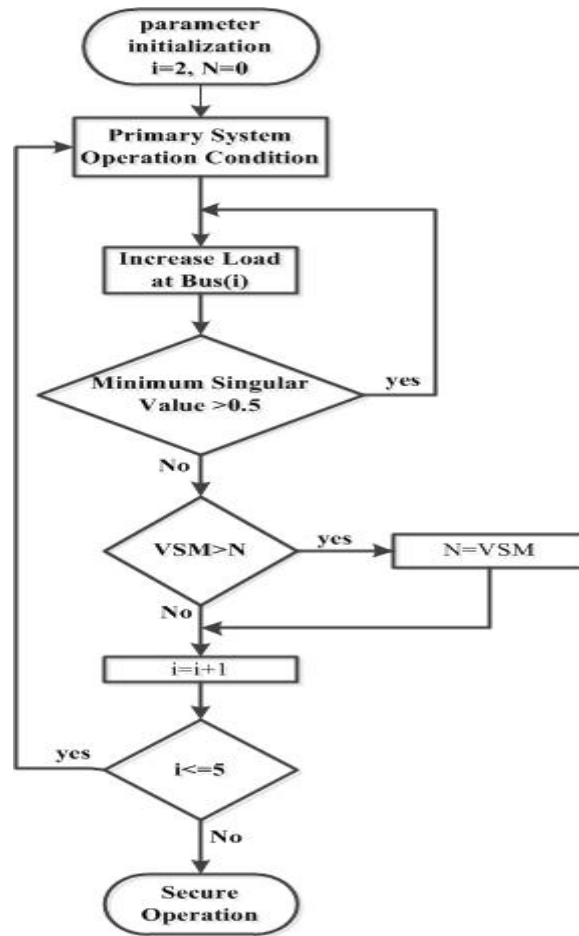 parameter
initialization
i=2, N=0
Primary System
Operation Condition
Increase Load
at Bus(i)
Minimum Singular
Value >0.5
yes
No
VSM>N
yes
N=VSM
No
i=i+1
yes
i<=5
No
Secure
Operation